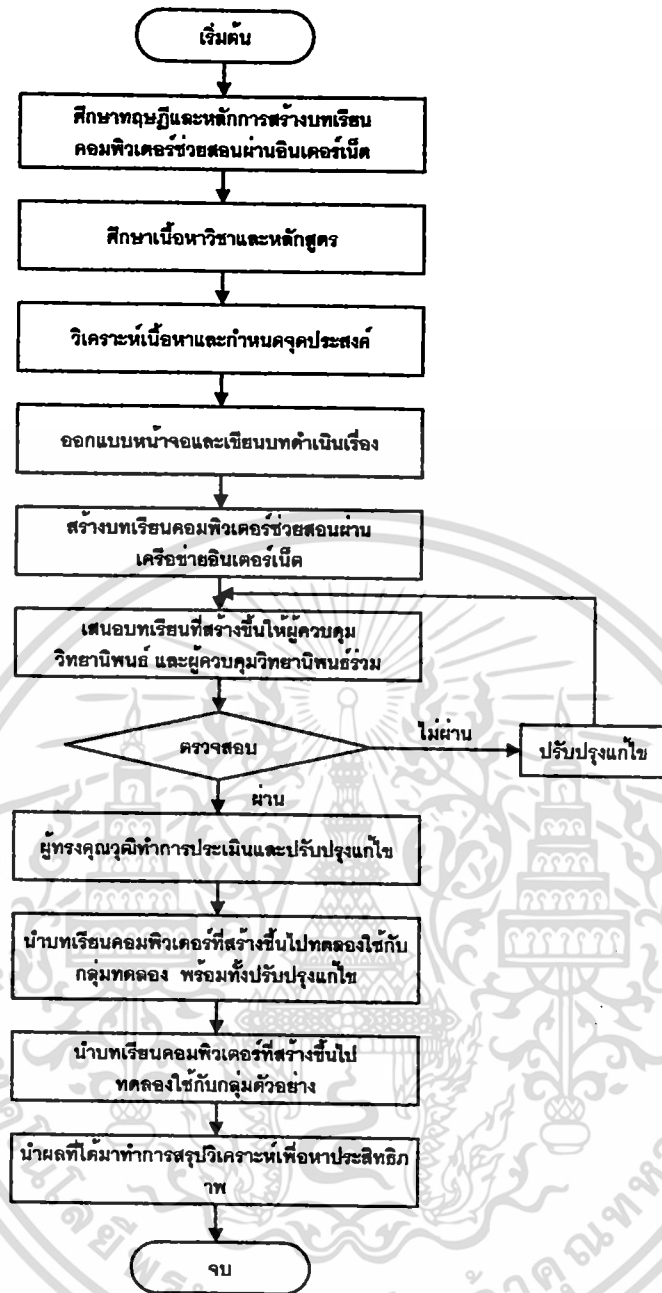 เริ่มต้น
ศึกษาทฤษฎีและหลักการสร้างบทเรียน
คอมพิวเตอร์ช่วยสอนผ่านอินเตอร์เน็ต
ศึกษาเนื้อหาวิชาและหลักสูตร
วิเคราะห์เนื้อหาและกำหนดจุดประสงค์
ออกแบบหน้าจอและเขียนบทดำเนินเรื่อง
สร้างบทเรียนคอมพิวเตอร์ช่วยสอนผ่าน
เครือข่ายอินเตอร์เน็ต
เสนอบทเรียนที่สร้างขึ้นให้ผู้ควบคุม
วิทยานิพนธ์ และผู้ควบคุมวิทยานิพนธ์ร่วม
ตรวจสอบ
ไม่ผ่าน
ปรับปรุงแก้ไข
ผ่าน
ผู้ทรงคุณวุฒิทำการประเมินและปรับปรุงแก้ไข
นำบทเรียนคอมพิวเตอร์ที่สร้างขึ้นไปทดลองใช้กับ
กลุ่มทดลอง พร้อมทั้งปรับปรุงแก้ไข
นำบทเรียนคอมพิวเตอร์ที่สร้างขึ้นไป
ทดลองใช้กับกลุ่มตัวอย่าง
นำผลที่ได้มาทำการสรุปวิเคราะห์เพื่อหาประสิทธิภ
าพ
จบ